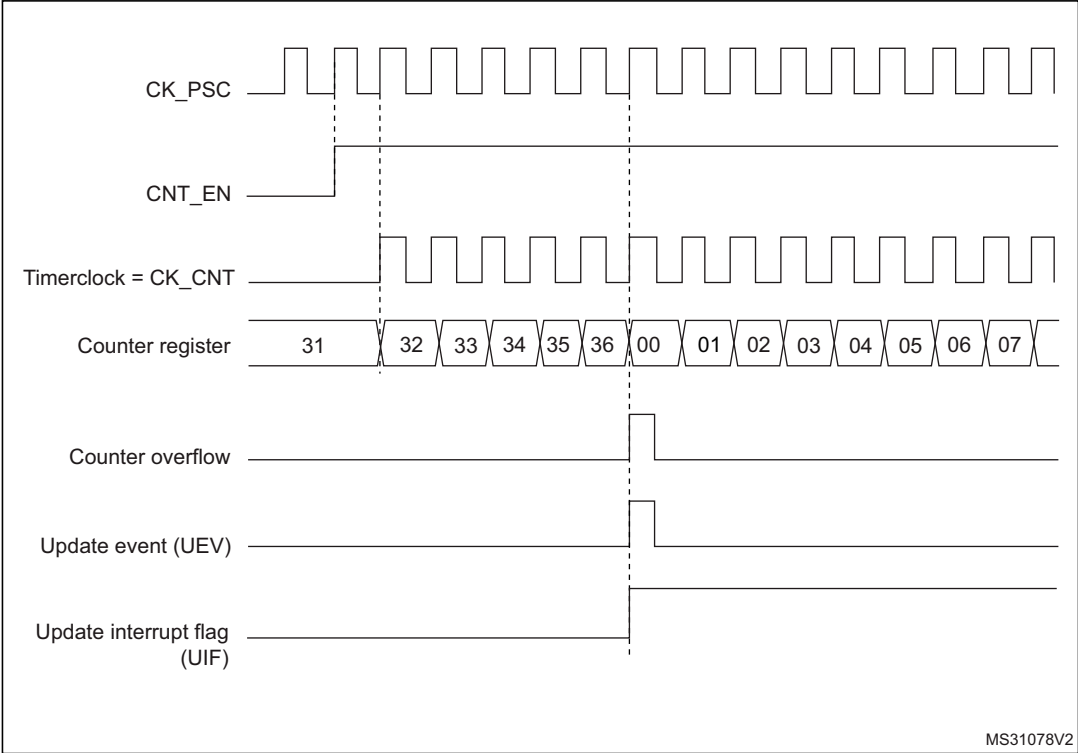 CK_PSC
CNT_EN
Timerclock = CK_CNT
Counter register 31 32 33 34 35 36 00 01 02 03 04 05 06 07
Counter overflow
Update event (UEV)
Update interrupt flag
(UIF)
MS31078V2